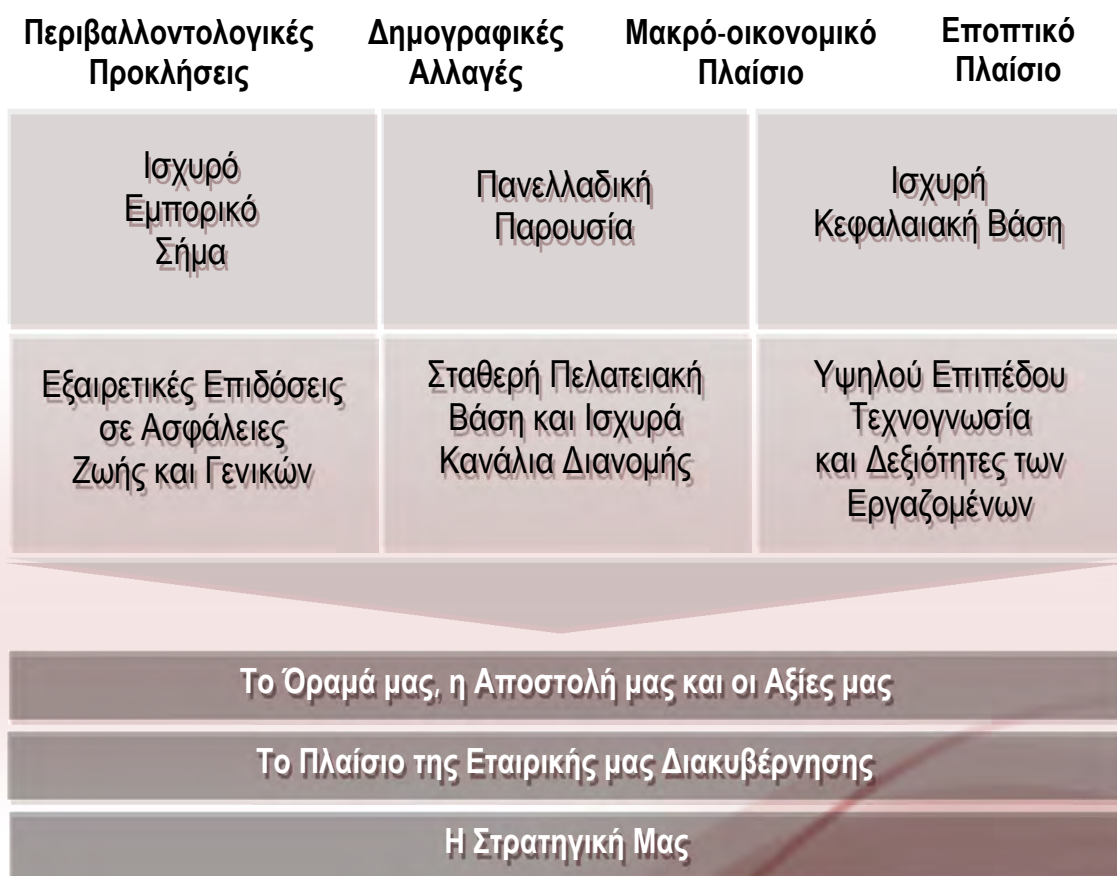 Περιβαλλοντολογικές
Προκλήσεις
Δημογραφικές
Αλλαγές
Μακρό-οικονομικό
Πλαίσιο
Εποπτικό
Πλαίσιο
Ισχυρό
Εμπορικό
Σήμα
Πανελλαδική
Παρουσία
Ισχυρή
Κεφαλαιακή Βάση
Εξαιρετικές Επιδόσεις
σε Ασφάλειες
Ζωής και Γενικών
Σταθερή Πελατειακή
Βάση και Ισχυρά
Κανάλια Διανομής
Υψηλού Επιπέδου
Τεχνογνωσία
και Δεξιότητες των
Εργαζομένων
Το Όραμά μας, η Αποστολή μας και οι Αξίες μας
Το Πλαίσιο της Εταιρικής μας Διακυβέρνησης
Η Στρατηγική Μας